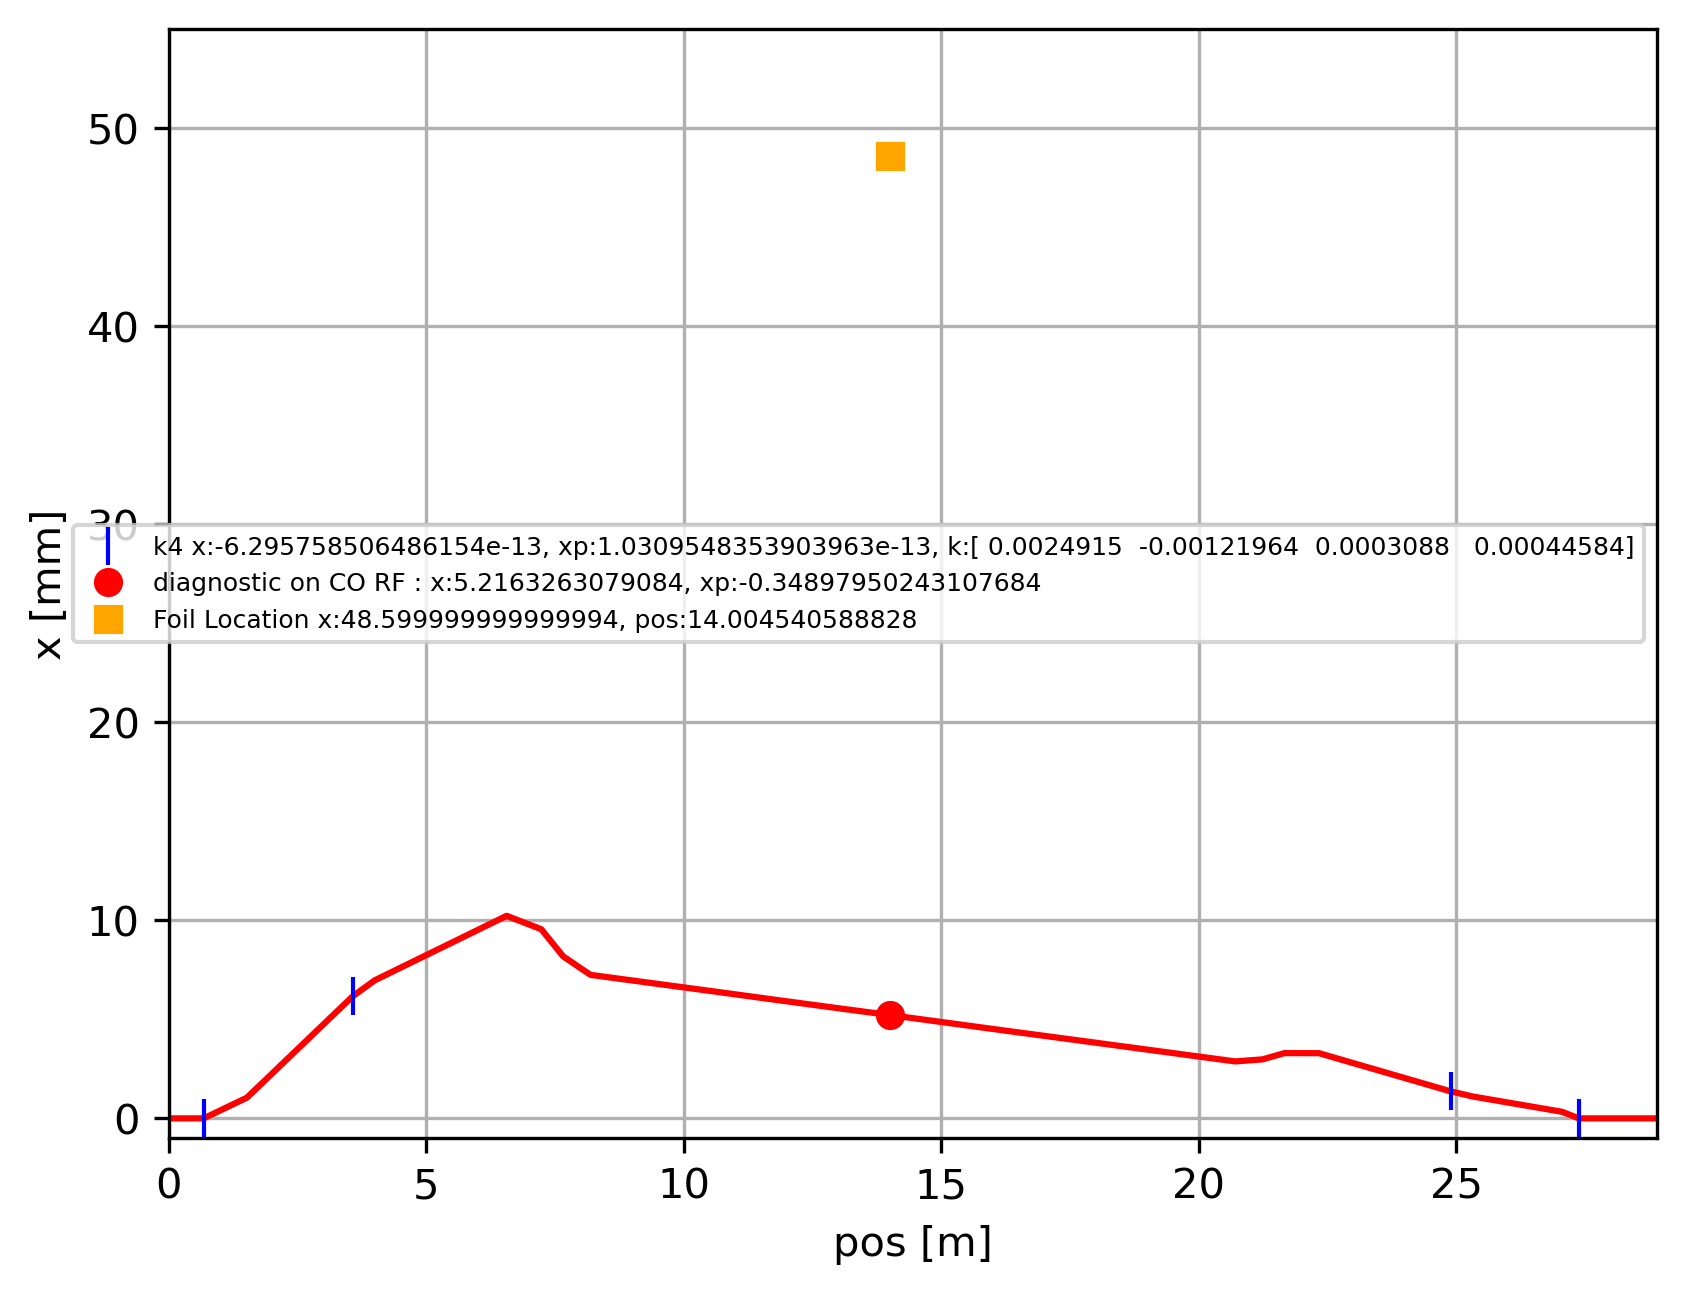 50
40
30
20
10
0
x [mm]
k4 x:-6.295758506486154e-13, xp:1.0309548353903963e-13, k:[ 0.0024915 -0.00121964 0.0003088 0.00044584]
diagnostic on CO RF : x:5.2163263079084, xp:-0.34897950243107684
Foil Location x:48.599999999999994, pos:14.004540588828
0 5 10 15 20 25
pos [m]